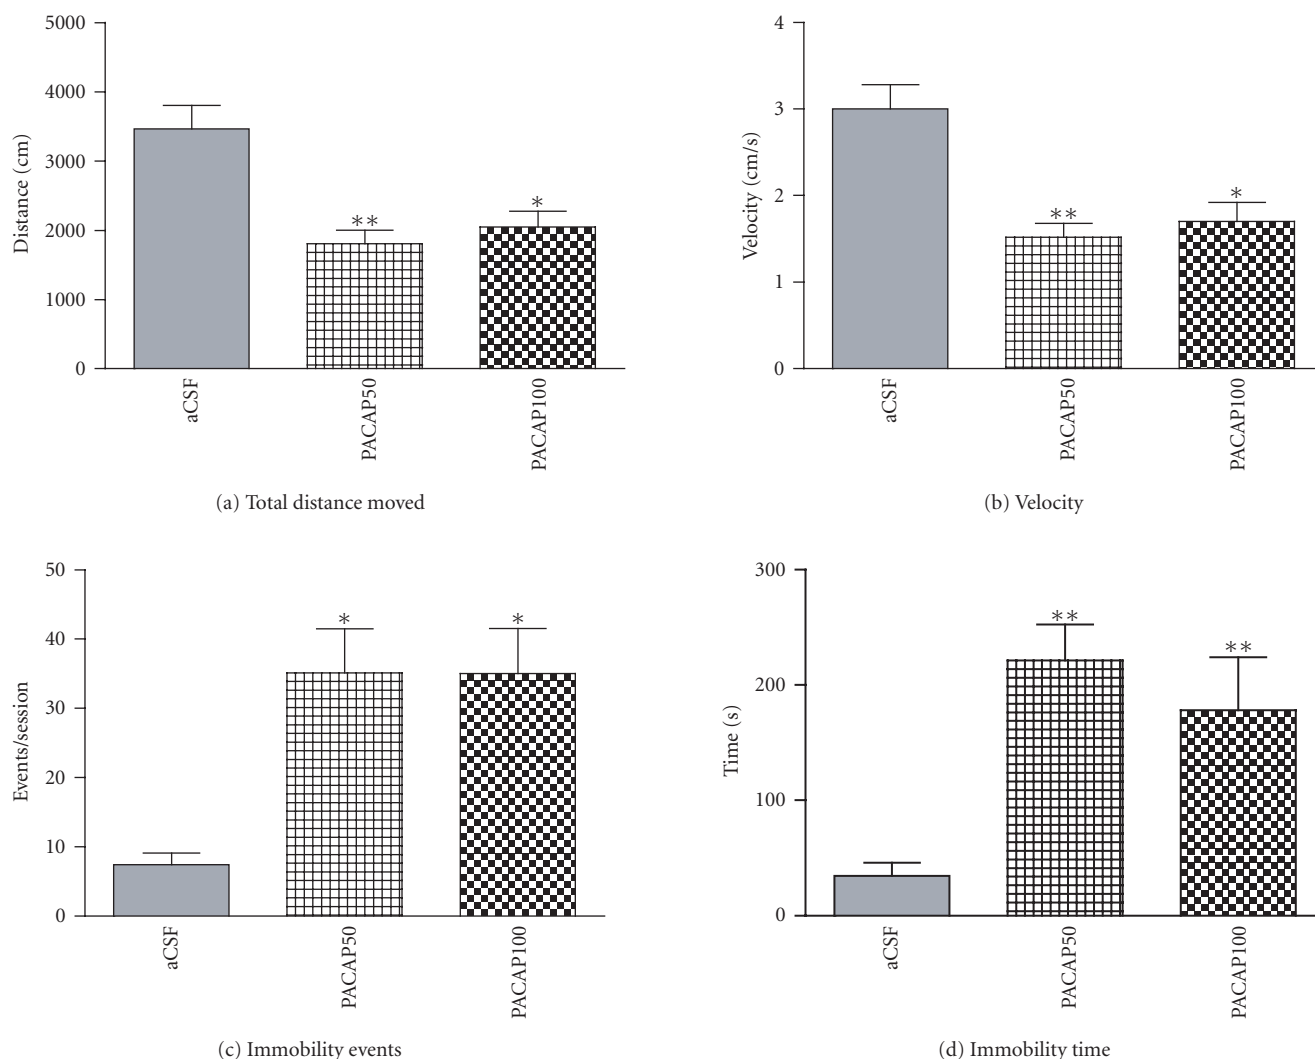 5000
4000
3000
2000
1000
0
Distance (cm)
**
*
aCSF
PACAP50
PACAP100
(a) Total distance moved
4
3
2
1
0
Velocity (cm/s)
**
*
aCSF
PACAP50
PACAP100
(b) Velocity
50
40
30
20
10
0
Events/session
*
*
aCSF
PACAP50
PACAP100
(c) Immobility events
300
200
100
0
Time (s)
**
**
aCSF
PACAP50
PACAP100
(d) Immobility time